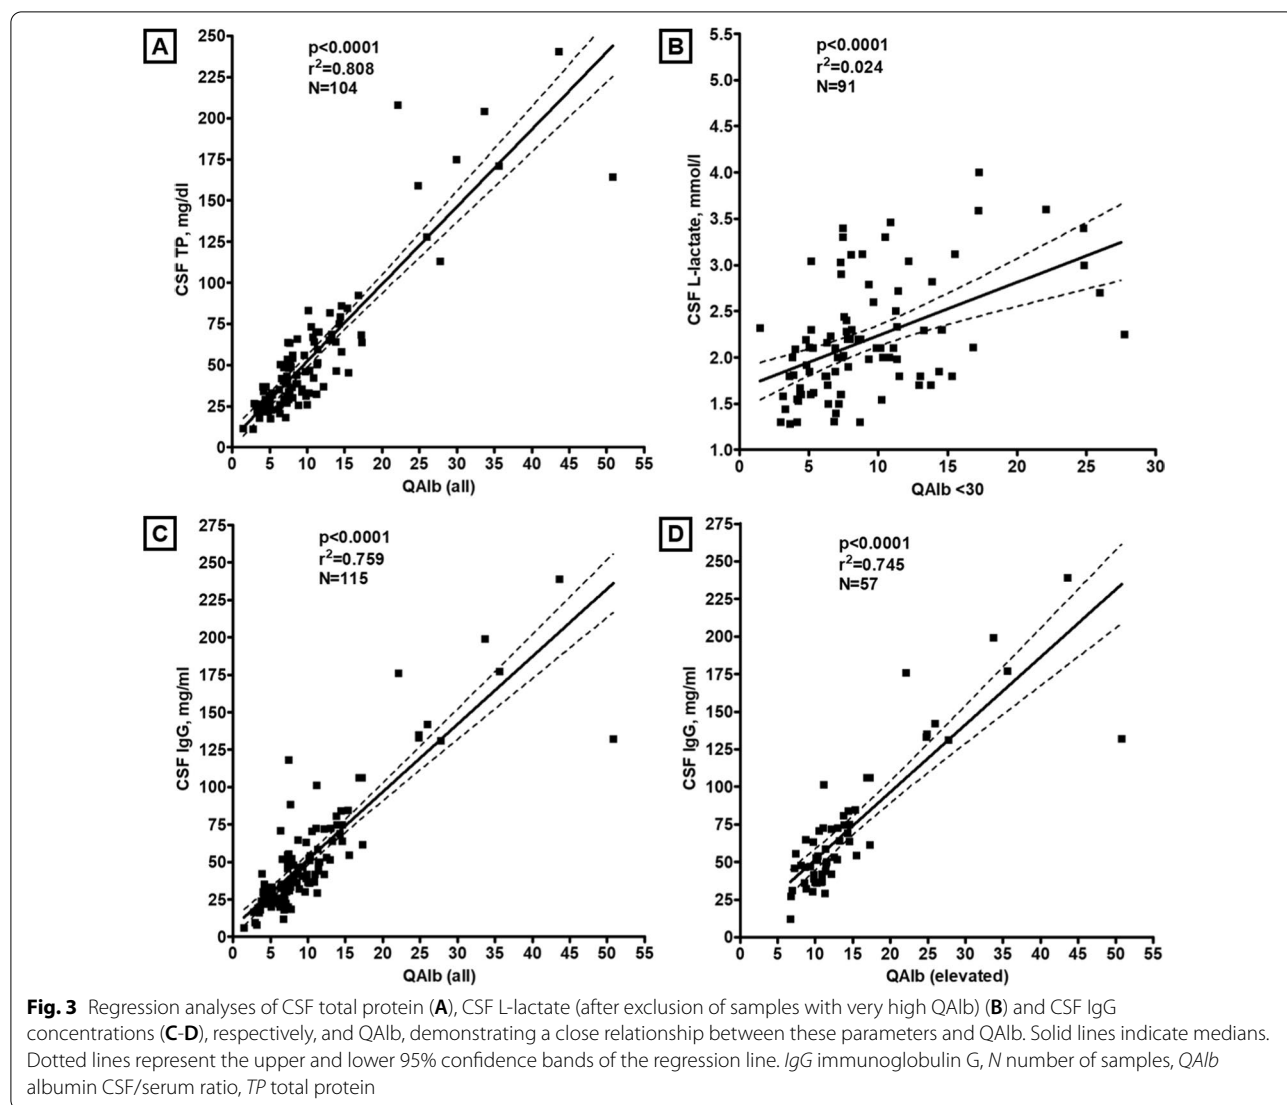 A
p<0.0001
r²=0.808
N=104
CSF TP, mg/dl
250
225
200
175
150
125
100
75
50
25
0
0 5 10 15 20 25 30 35 40 45 50 55
QAlb (all)
B
p<0.0001
r²=0.024
N=91
CSF L-lactate, mmol/l
5.5
5.0
4.5
4.0
3.5
3.0
2.5
2.0
1.5
1.0
0 5 10 15 20 25 30
QAlb <30
C
p<0.0001
r²=0.759
N=115
CSF IgG, mg/ml
275
250
225
200
175
150
125
100
75
50
25
0
0 5 10 15 20 25 30 35 40 45 50 55
QAlb (all)
D
p<0.0001
r²=0.745
N=57
CSF IgG, mg/ml
275
250
225
200
175
150
125
100
75
50
25
0
0 5 10 15 20 25 30 35 40 45 50 55
QAlb (elevated)
Fig. 3 Regression analyses of CSF total protein (A), CSF L-lactate (after exclusion of samples with very high QAlb) (B) and CSF IgG
concentrations (C-D), respectively, and QAlb, demonstrating a close relationship between these parameters and QAlb. Solid lines indicate medians.
Dotted lines represent the upper and lower 95% confidence bands of the regression line. IgG immunoglobulin G, N number of samples, QAlb
albumin CSF/serum ratio, TP total protein